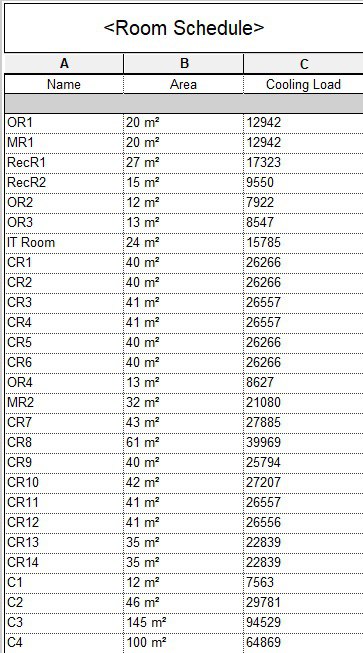 <Room Schedule>
A B C
Name Area Cooling Load
OR1 20 m² 12942
MR1 20 m² 12942
RecR1 27 m² 17323
RecR2 15 m² 9550
OR2 12 m² 7922
OR3 13 m² 8547
IT Room 24 m² 15785
CR1 40 m² 26266
CR2 40 m² 26266
CR3 41 m² 26557
CR4 41 m² 26557
CR5 40 m² 26266
CR6 40 m² 26266
OR4 13 m² 8627
MR2 32 m² 21080
CR7 43 m² 27885
CR8 61 m² 39969
CR9 40 m² 25794
CR10 42 m² 27207
CR11 41 m² 26557
CR12 41 m² 26556
CR13 35 m² 22839
CR14 35 m² 22839
C1 12 m² 7563
C2 46 m² 29781
C3 145 m² 94529
C4 100 m² 64869